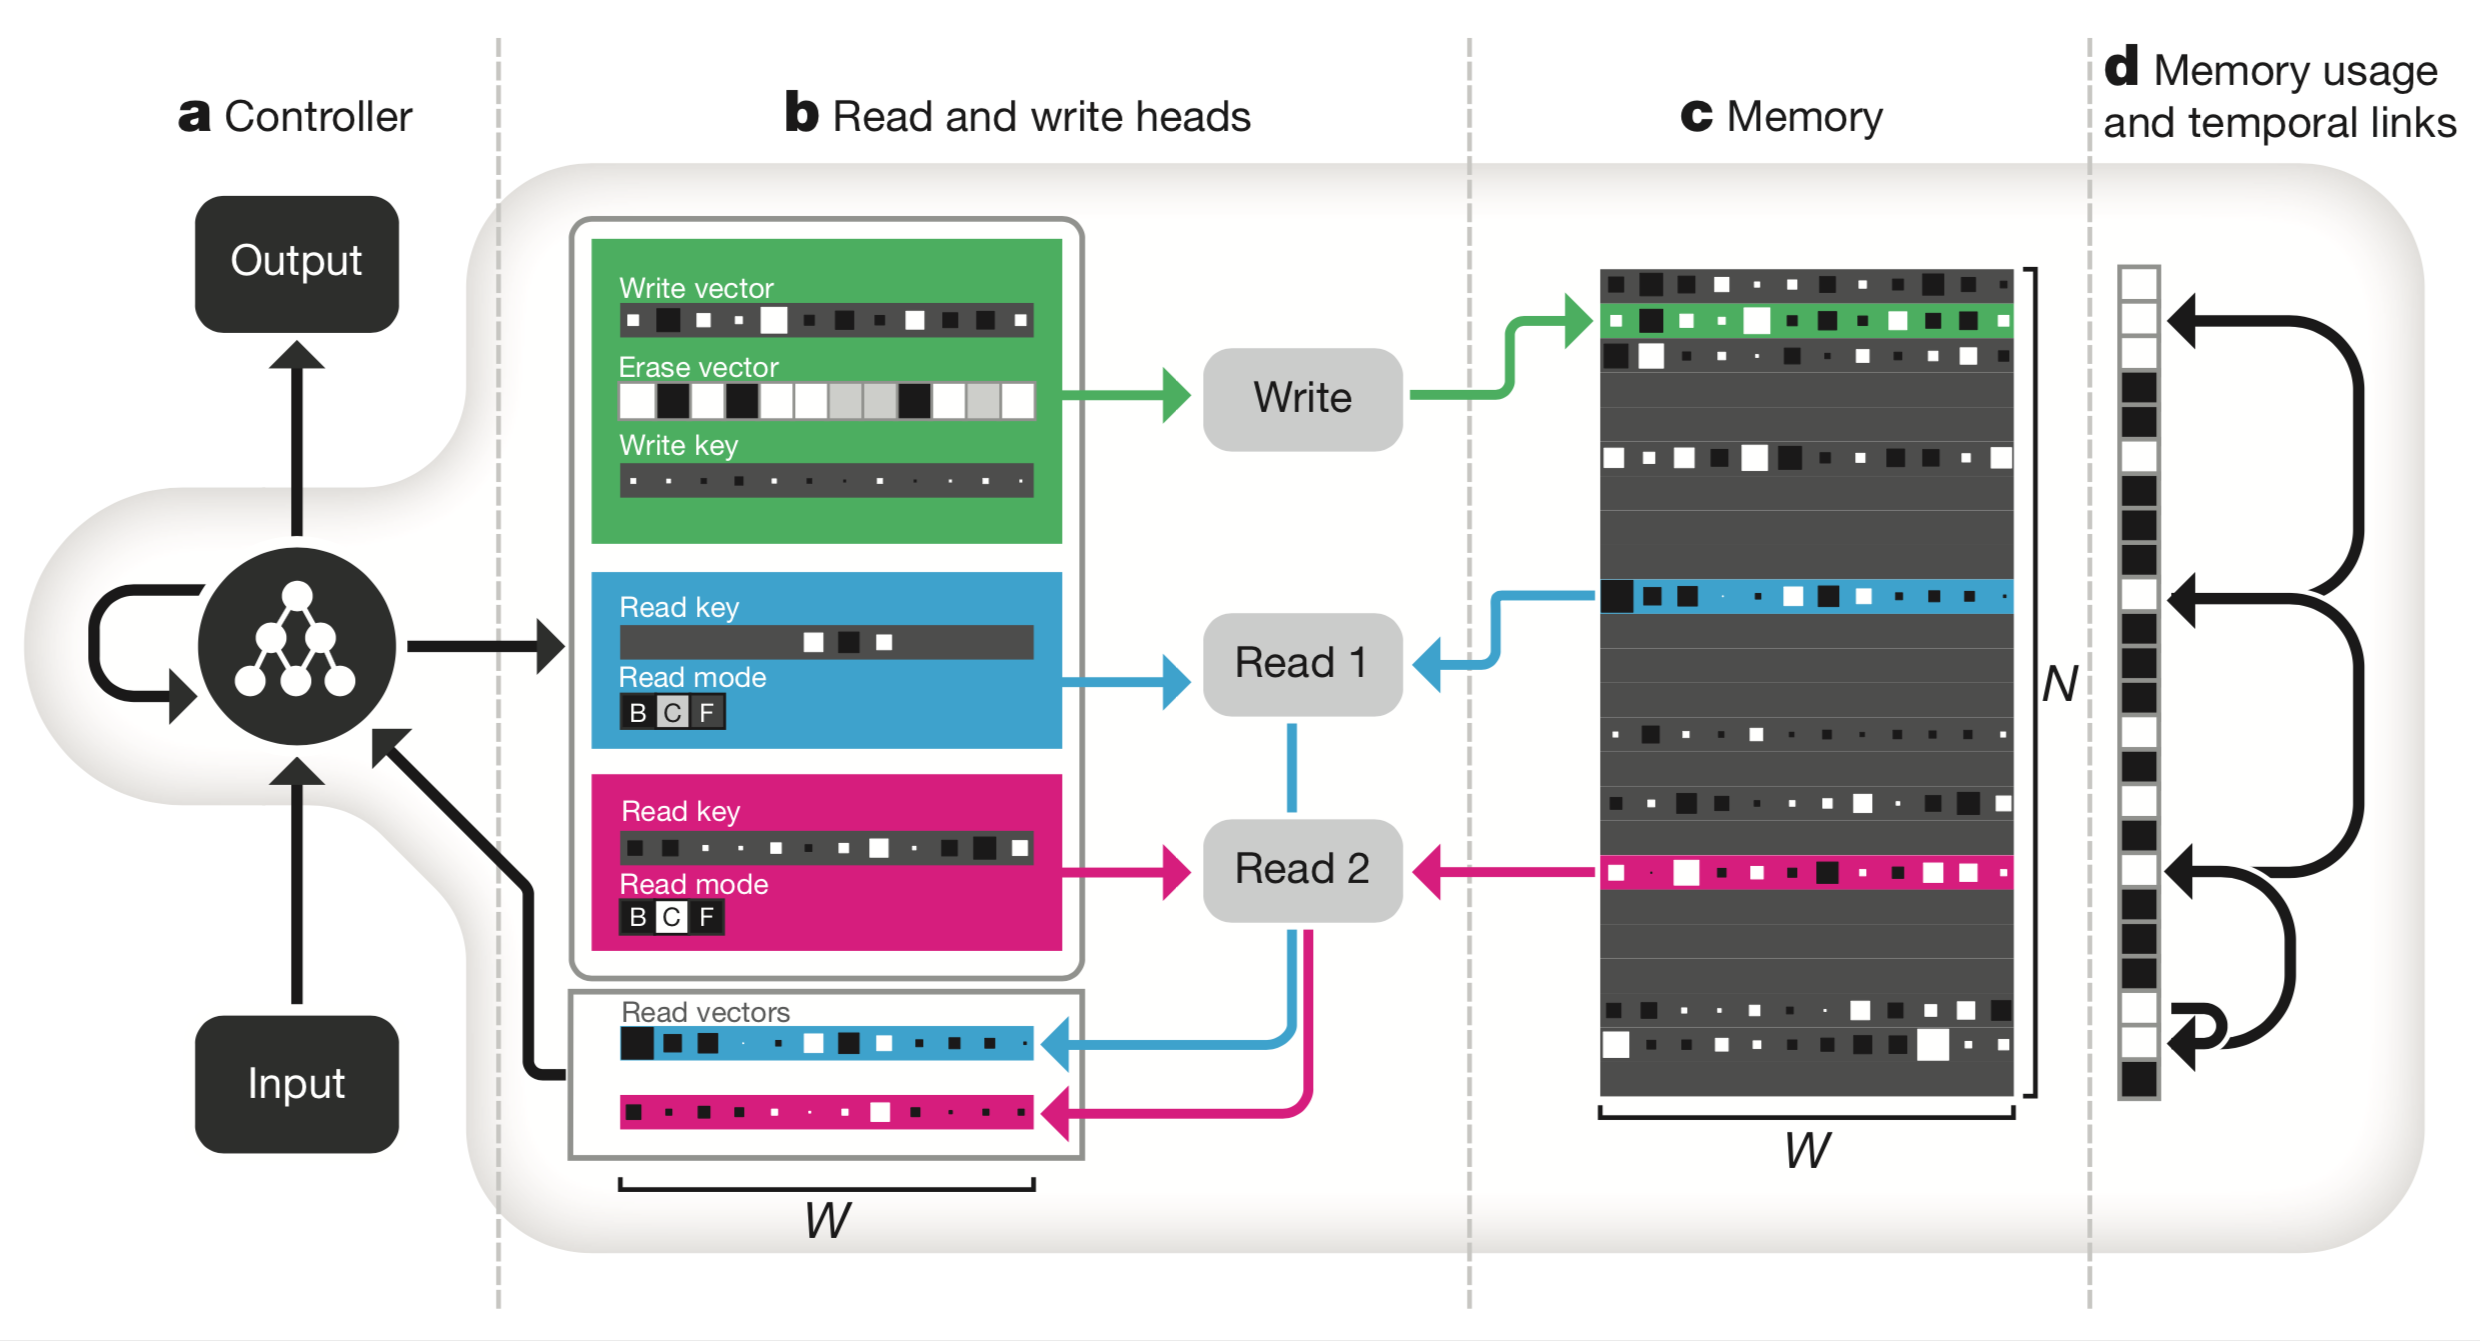 a Controller
b Read and write heads
c Memory
d Memory usage
and temporal links
Output
Input
Write vector
Erase vector
Write key
Read key
Read mode
B C F
Read key
Read mode
B C F
Read vectors
W
Write
Read 1
Read 2
N
W